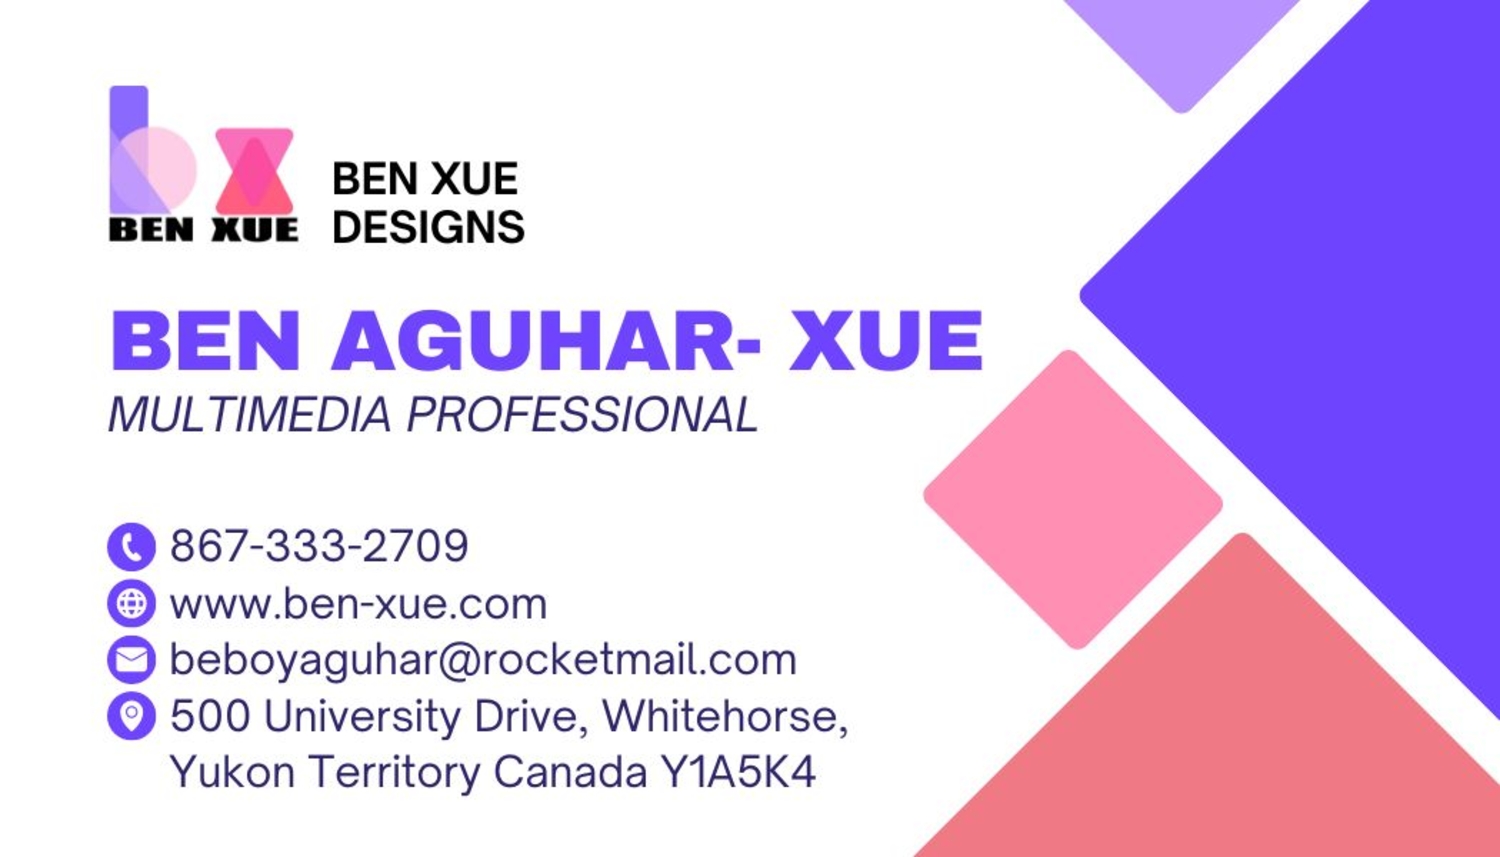 BEN XUE
BEN XUE
DESIGNS
BEN AGUHAR- XUE
MULTIMEDIA PROFESSIONAL
867-333-2709
www.ben-xue.com
beboyaguhar@rocketmail.com
500 University Drive, Whitehorse,
Yukon Territory Canada Y1A5K4